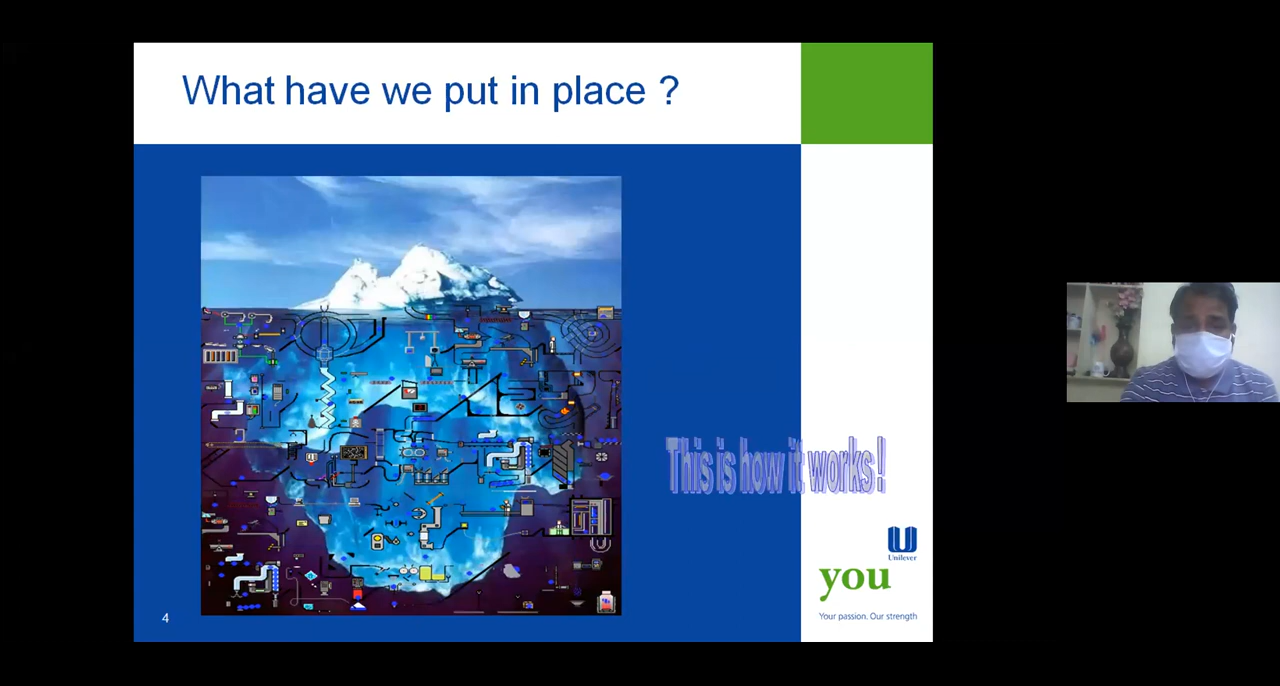 What have we put in place ?
This is how it works!
Unilever
you
Your passion. Our strength
4